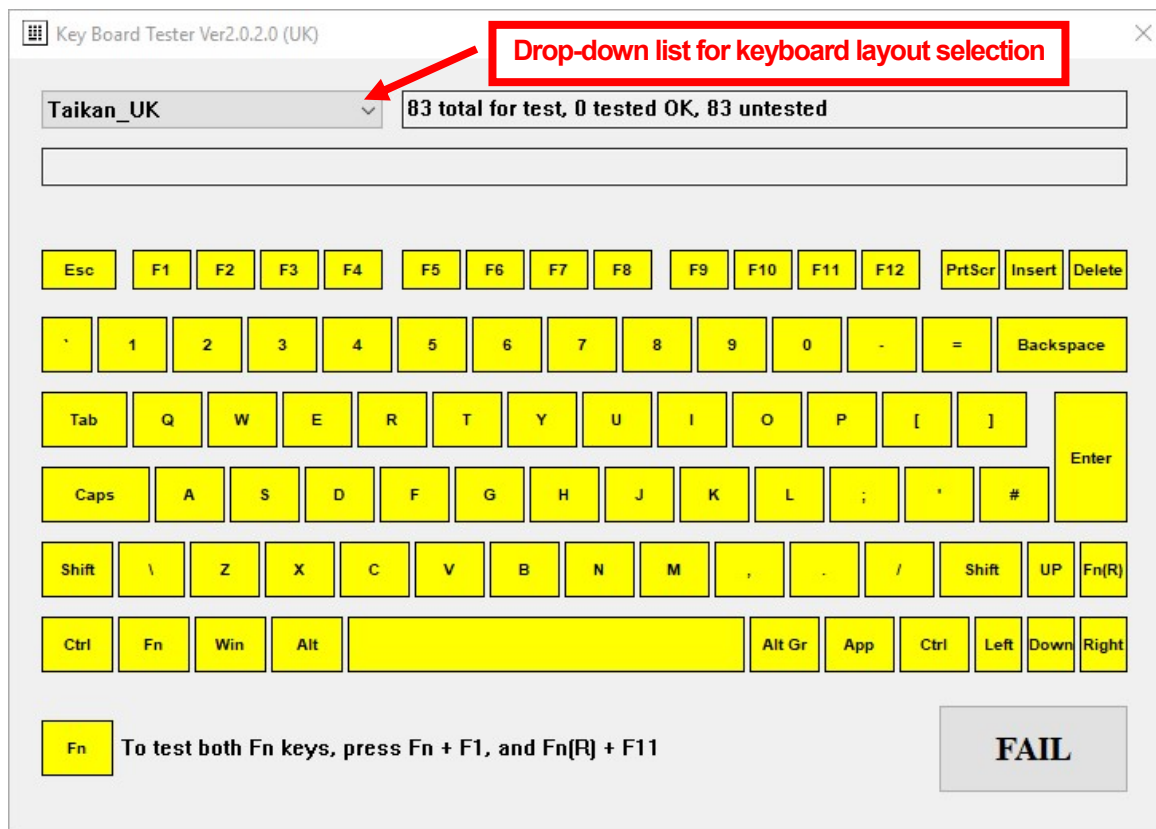 Key Board Tester Ver2.0.2.0 (UK)
Drop-down list for keyboard layout selection
Taikan_UK
83 total for test, 0 tested OK, 83 untested
Esc F1 F2 F3 F4 F5 F6 F7 F8 F9 F10 F11 F12 PrtScr Insert Delete
` 1 2 3 4 5 6 7 8 9 0 - = Backspace
Tab Q W E R T Y U I O P [ ]
Enter
Caps A S D F G H J K L ; ' #
Shift \ Z X C V B N M , . / Shift UP Fn(R)
Ctrl Fn Win Alt Alt Gr App Ctrl Left Down Right
Fn To test both Fn keys, press Fn + F1, and Fn(R) + F11
FAIL